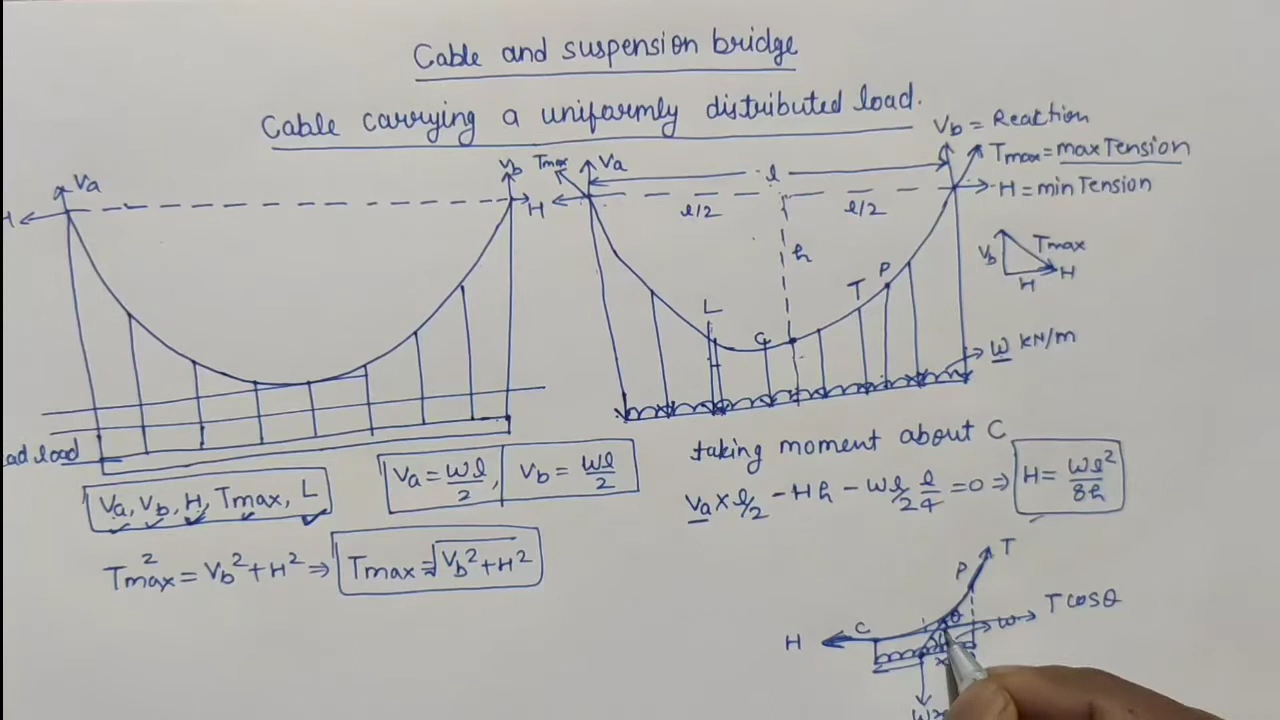 Cable and suspension bridge
Cable carrying a uniformly distributed load.
Va
Vb
H
H
Tmax
Va
l
l/2
l/2
h
Vb = Reaction
Tmax = max Tension
H = min Tension
Vb
Tmax
H
H
L
C
T
P
w kN/m
ad load
Va, Vb, H, Tmax, L
Va = wl/2, Vb = wl/2
taking moment about C
Va × l/2 - Hh - wl/2 l/4 = 0 ⇒ H = wl²/8h
Tmax² = Vb² + H² ⇒ Tmax = √Vb² + H²
T
P
T cosθ
θ
w
C
H
x